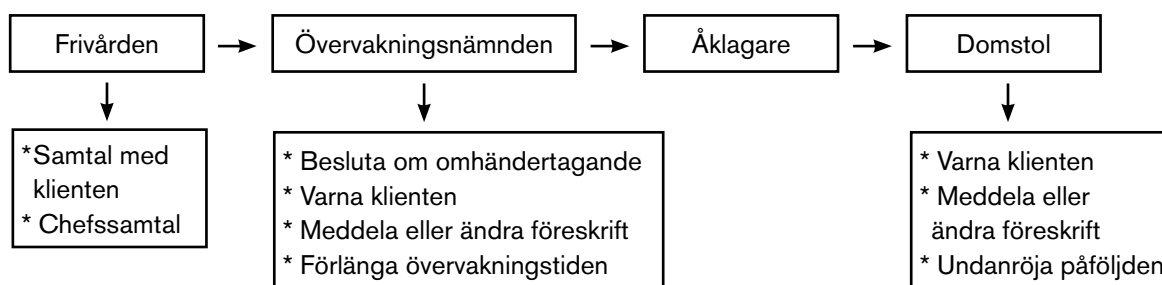 Frivården
Övervakningsnämnden
Åklagare
Domstol
*Samtal med
klienten
* Chefssamtal
* Besluta om omhändertagande
* Varna klienten
* Meddela eller ändra föreskrift
* Förlänga övervakningstiden
* Varna klienten
* Meddela eller
ändra föreskrift
* Undanröja påföljden